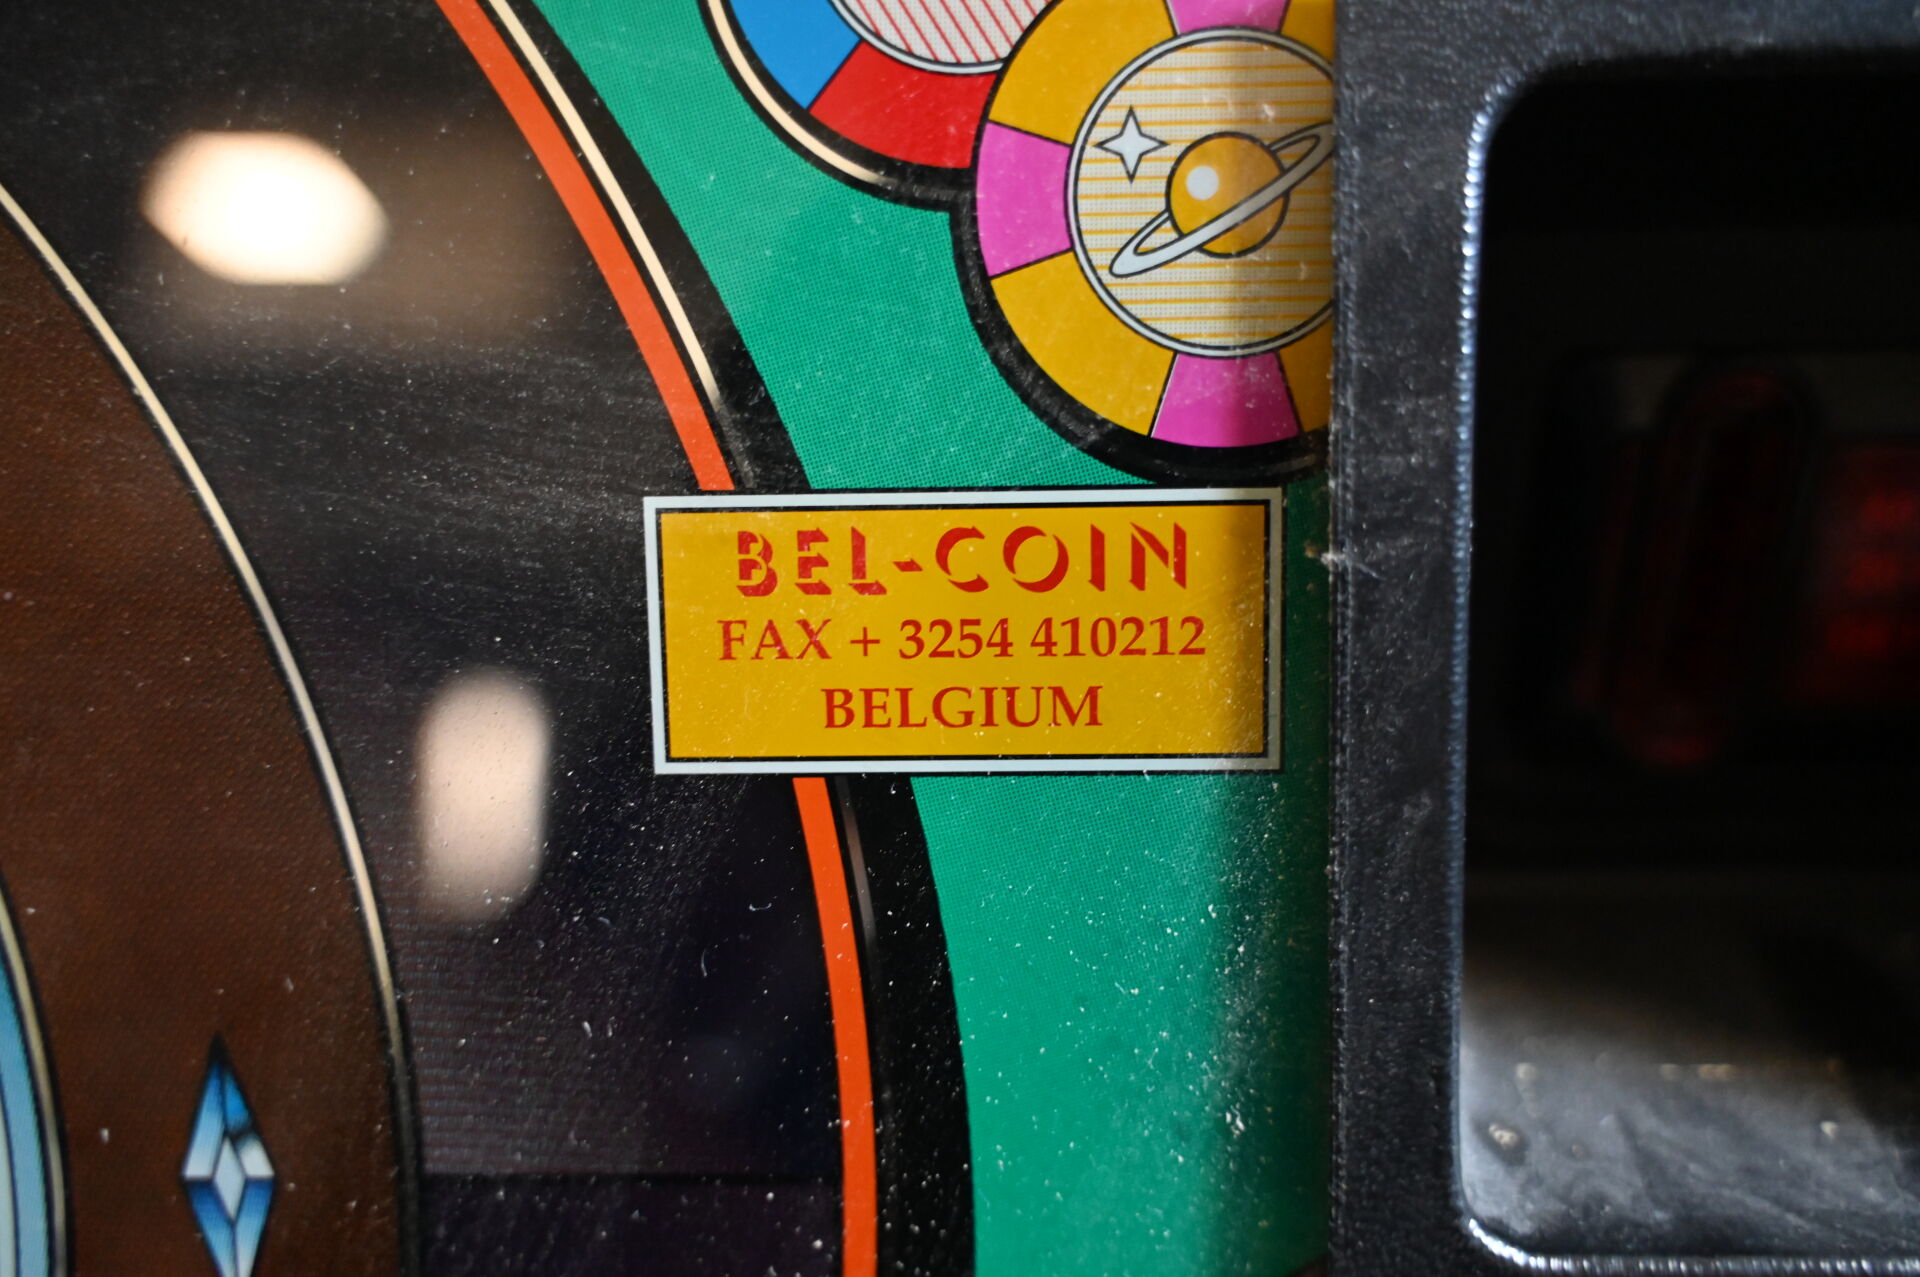 BEL-COIN
FAX + 3254 410212
BELGIUM